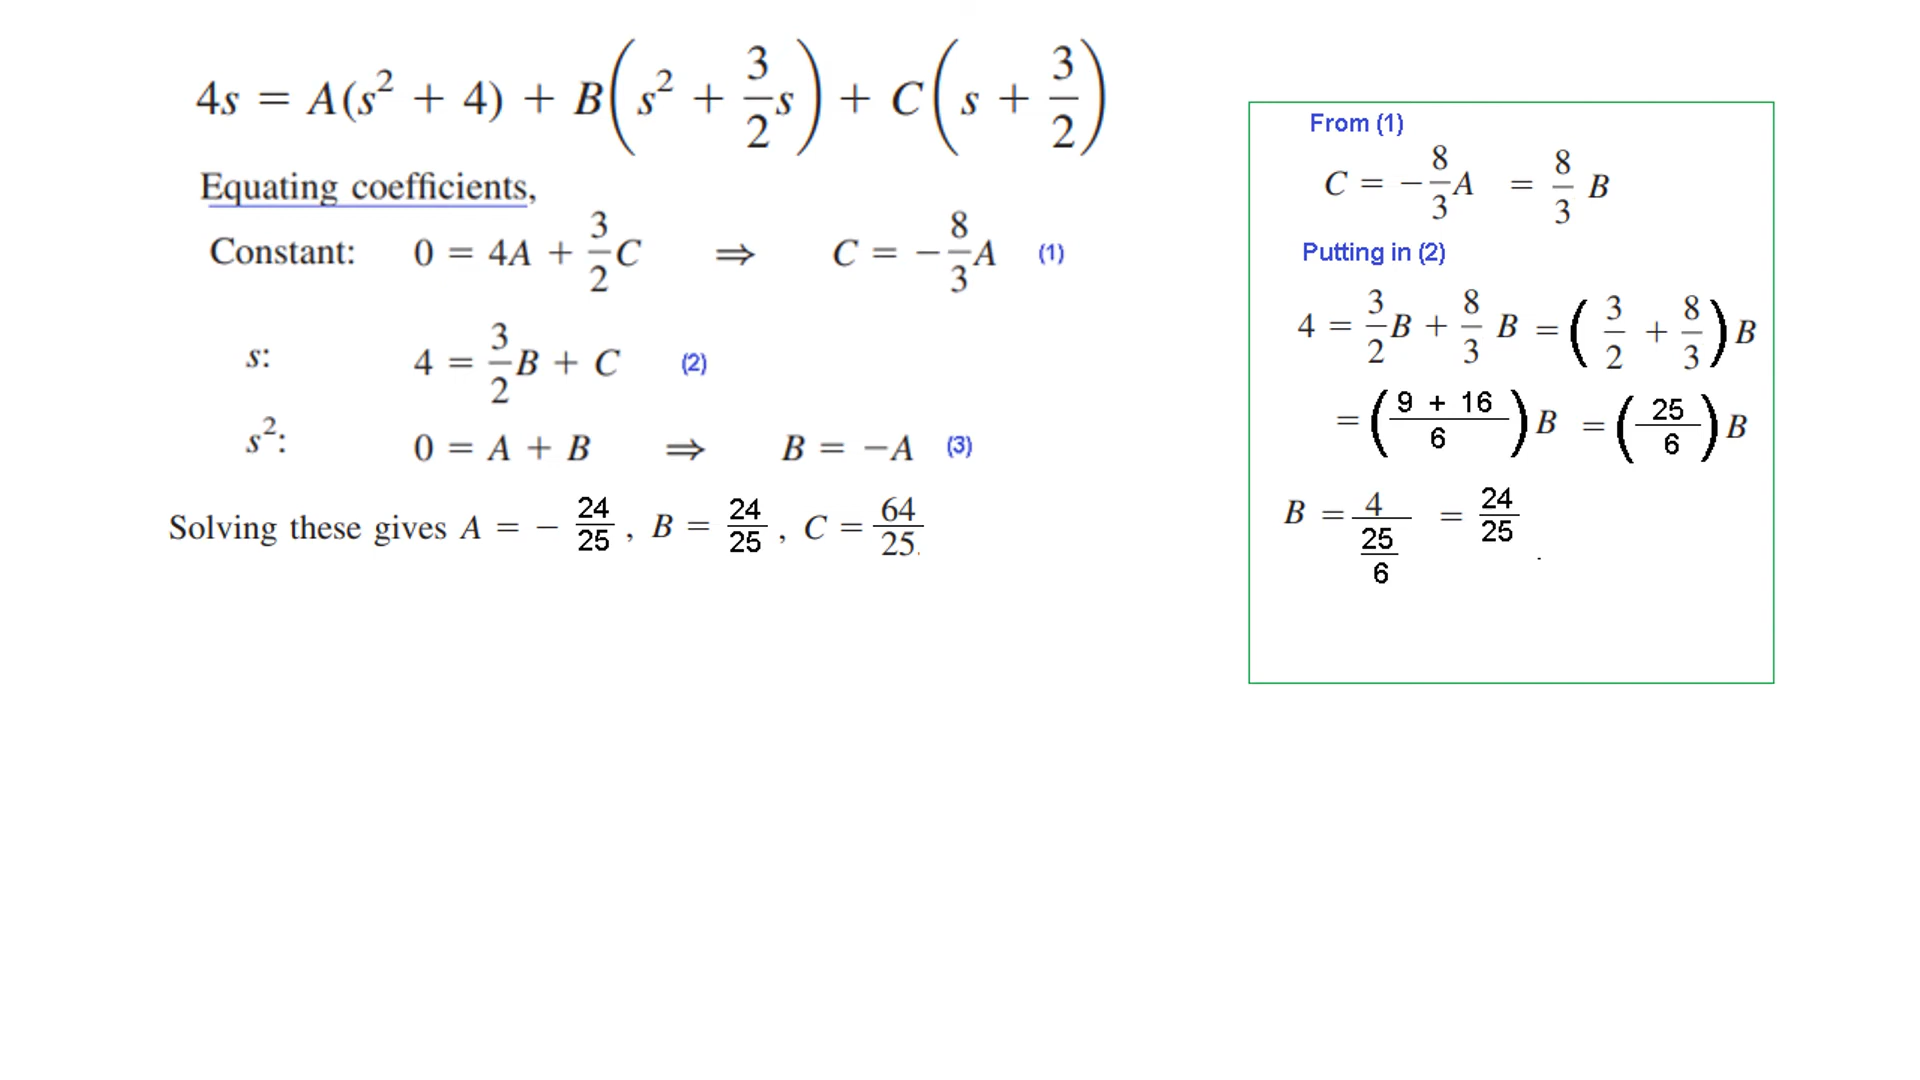 4s = A(s² + 4) + B(s² + 3/2 s) + C(s + 3/2)
Equating coefficients,
Constant: 0 = 4A + 3/2 C ⇒ C = −8/3 A (1)
s: 4 = 3/2 B + C (2)
s²: 0 = A + B ⇒ B = −A (3)
Solving these gives A = − 24/25 , B = 24/25 , C = 64/25.
From (1)
C = −8/3 A = 8/3 B
Putting in (2)
4 = 3/2 B + 8/3 B = ( 3/2 + 8/3 ) B
= ( 9 + 16 / 6 ) B = ( 25/6 ) B
B = 4 / (25/6) = 24/25